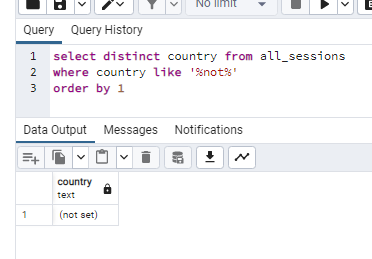 No limit
Query Query History
1 select distinct country from all_sessions
2 where country like '%not%'
3 order by 1
Data Output Messages Notifications
country
text
1 (not set)